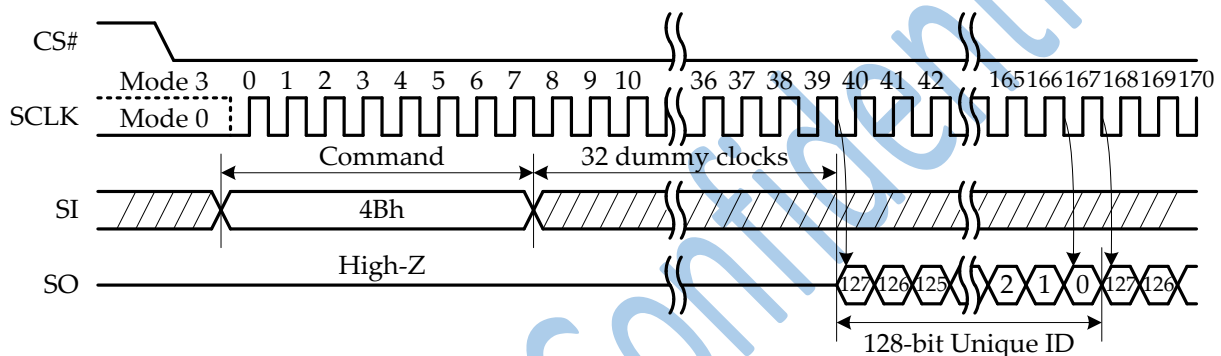 CS#
Mode 3 0 1 2 3 4 5 6 7 8 9 10 36 37 38 39 40 41 42 165 166 167 168 169 170
SCLK Mode 0
Command 32 dummy clocks
SI 4Bh
High-Z
SO 127 126 125 2 1 0 127 126
128-bit Unique ID
Confidenti